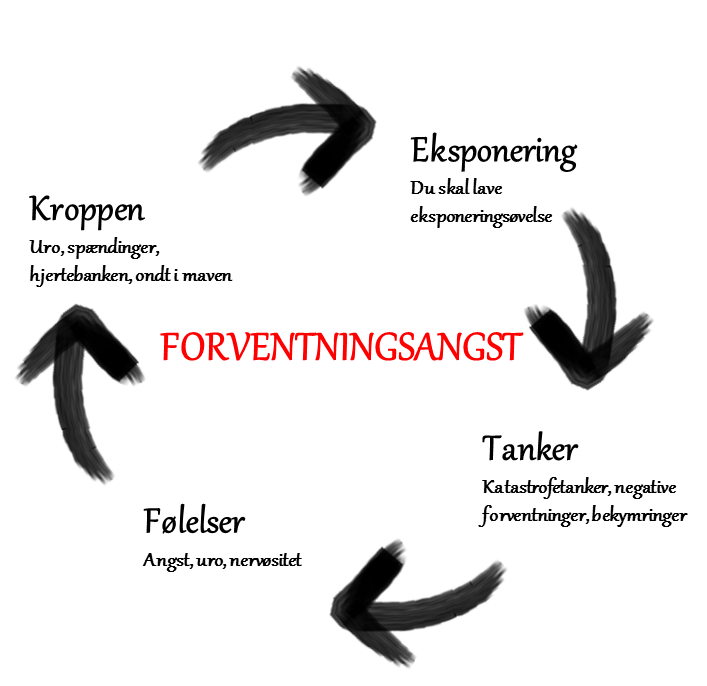 Eksponering
Du skal lave
eksponeringsøvelse
Kroppen
Uro, spændinger,
hjertebanken, ondt i maven
FORVENTNINGSANGST
Tanker
Katastrofetanker, negative
forventninger, bekymringer
Følelser
Angst, uro, nervøsitet